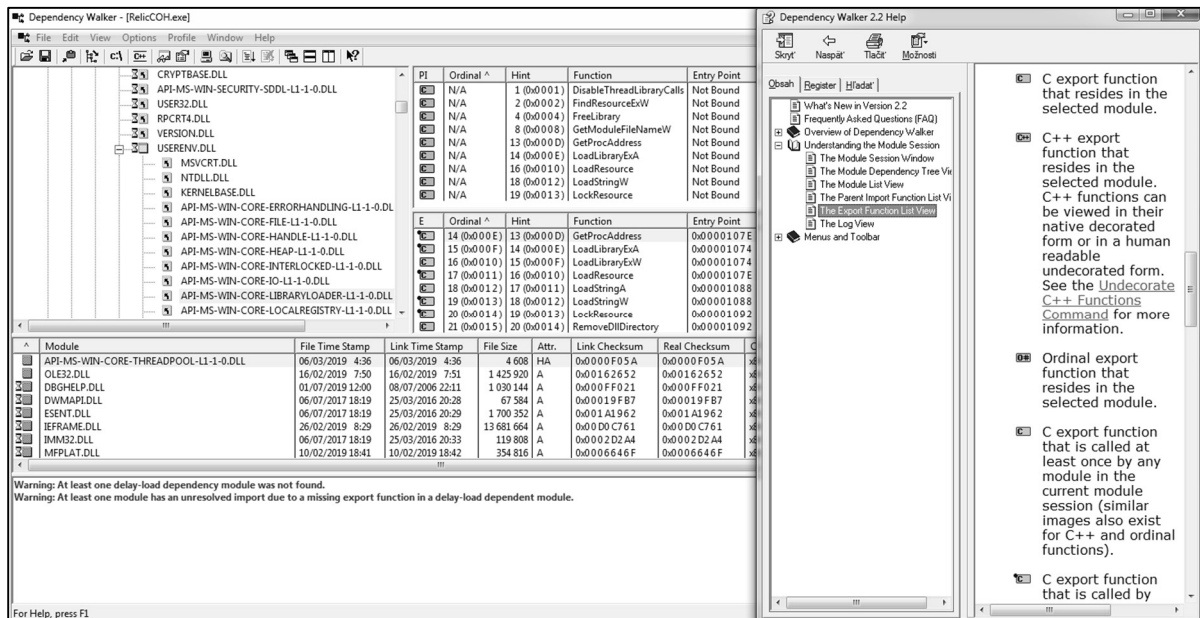 Dependency Walker - [RelicCOH.exe]
File Edit View Options Profile Window Help
CRYPTBASE.DLL
API-MS-WIN-SECURITY-SDDL-L1-1-0.DLL
USER32.DLL
RPCRT4.DLL
VERSION.DLL
USERENV.DLL
MSVCRT.DLL
NTDLL.DLL
KERNELBASE.DLL
API-MS-WIN-CORE-ERRORHANDLING-L1-1-0.DL
API-MS-WIN-CORE-FILE-L1-1-0.DLL
API-MS-WIN-CORE-HANDLE-L1-1-0.DLL
API-MS-WIN-CORE-HEAP-L1-1-0.DLL
API-MS-WIN-CORE-INTERLOCKED-L1-1-0.DLL
API-MS-WIN-CORE-IO-L1-1-0.DLL
API-MS-WIN-CORE-LIBRARYLOADER-L1-1-0.DLL
API-MS-WIN-CORE-LOCALREGISTRY-L1-1-0.DLL
PI Ordinal ^ Hint Function Entry Point
C N/A 1 (0x0001) DisableThreadLibraryCalls Not Bound
C N/A 2 (0x0002) FindResourceExW Not Bound
C N/A 4 (0x0004) FreeLibrary Not Bound
C N/A 8 (0x0008) GetModuleFileNameW Not Bound
C N/A 13 (0x000D) GetProcAddress Not Bound
C N/A 14 (0x000E) LoadLibraryExA Not Bound
C N/A 16 (0x0010) LoadResource Not Bound
C N/A 18 (0x0012) LoadStringW Not Bound
C N/A 19 (0x0013) LockResource Not Bound
E Ordinal ^ Hint Function Entry Point
C 14 (0x000E) 13 (0x000D) GetProcAddress 0x0000107E
C 15 (0x000F) 14 (0x000E) LoadLibraryExA 0x00001074
C 16 (0x0010) 15 (0x000F) LoadLibraryExW 0x00001074
C 17 (0x0011) 16 (0x0010) LoadResource 0x0000107E
C 18 (0x0012) 17 (0x0011) LoadStringA 0x00001088
C 19 (0x0013) 18 (0x0012) LoadStringW 0x00001088
C 20 (0x0014) 19 (0x0013) LockResource 0x00001092
C 21 (0x0015) 20 (0x0014) RemoveDllDirectory 0x00001092
^ Module File Time Stamp Link Time Stamp File Size Attr. Link Checksum Real Checksum C
API-MS-WIN-CORE-THREADPOOL-L1-1-0.DLL 06/03/2019 4:36 06/03/2019 4:36 4 608 HA 0x0000F05A 0x0000F05A
OLE32.DLL 16/02/2019 7:50 16/02/2019 7:51 1 425 920 A 0x00162652 0x00162652
DBGHELP.DLL 01/07/2019 12:00 08/07/2006 22:11 1 030 144 A 0x000FF021 0x000FF021
DWMAPI.DLL 06/07/2017 18:19 25/03/2016 20:28 67 584 A 0x00019FB7 0x00019FB7
ESENT.DLL 06/07/2017 18:19 25/03/2016 20:29 1 700 352 A 0x001A1962 0x001A1962
IEFRAME.DLL 26/02/2019 8:29 26/02/2019 8:29 13 681 664 A 0x00D0C761 0x00D0C761
IMM32.DLL 06/07/2017 18:19 25/03/2016 20:33 119 808 A 0x0002D2A4 0x0002D2A4
MFPLAT.DLL 10/02/2019 18:41 10/02/2019 18:42 354 816 A 0x0006646F 0x0006646F
Warning: At least one delay-load dependency module was not found.
Warning: At least one module has an unresolved import due to a missing export function in a delay-load dependent module.
For Help, press F1
Dependency Walker 2.2 Help
Skryť Naspäť Tlačiť Možnosti
Obsah Register Hľadať
What's New in Version 2.2
Frequently Asked Questions (FAQ)
Overview of Dependency Walker
Understanding the Module Session
The Module Session Window
The Module Dependency Tree Vie
The Module List View
The Parent Import Function List Vi
The Export Function List View
The Log View
Menus and Toolbar
C C export function
that resides in the
selected module.
C++ C++ export
function that
resides in the
selected module.
C++ functions can
be viewed in their
native decorated
form or in a human
readable
undecorated form.
See the Undecorate
C++ Functions
Command for more
information.
O# Ordinal export
function that
resides in the
selected module.
C C export function
that is called at
least once by any
module in the
current module
session (similar
images also exist
for C++ and ordinal
functions).
C C export function
that is called by